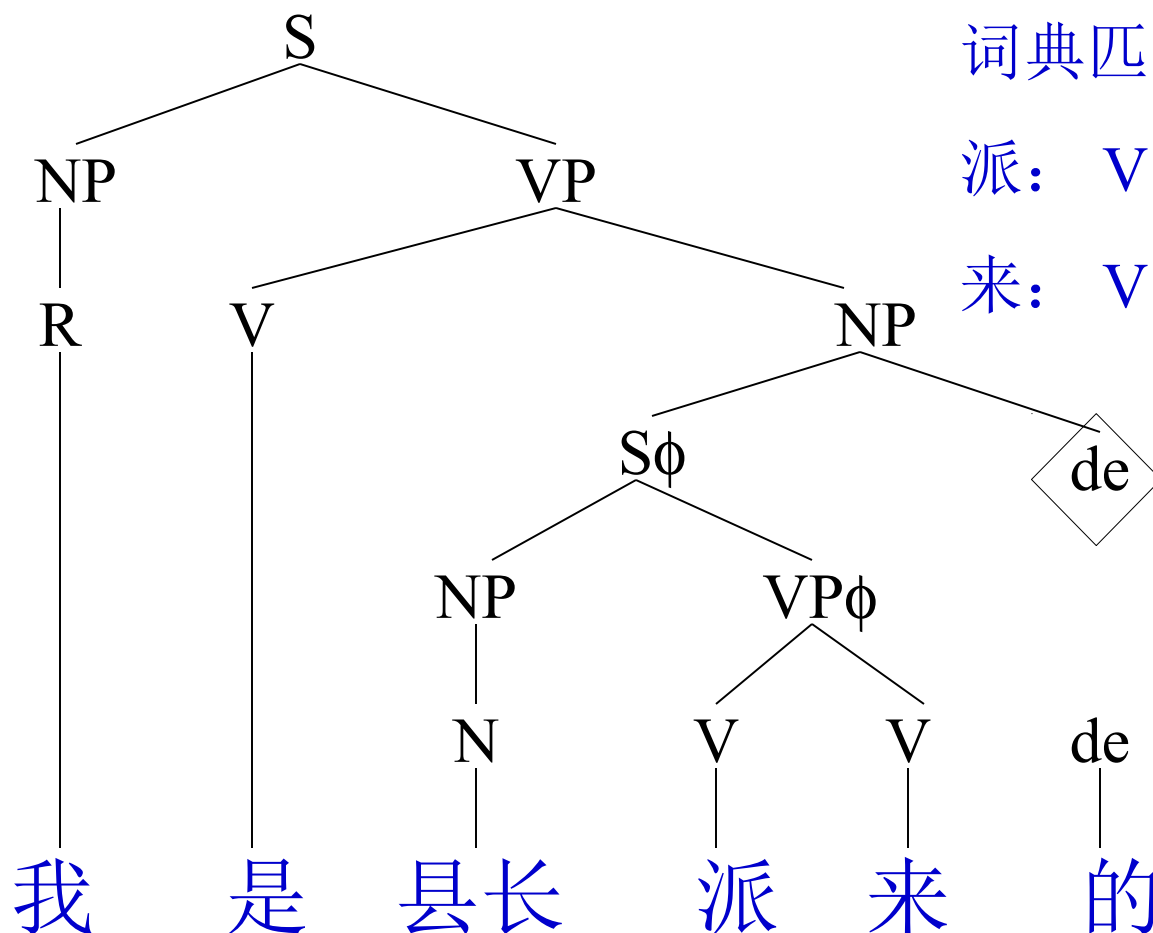 S
词典匹
NP VP
派： V
来： V
R V NP
Sϕ de
NP VPϕ
N V V de
我 是 县长 派 来 的